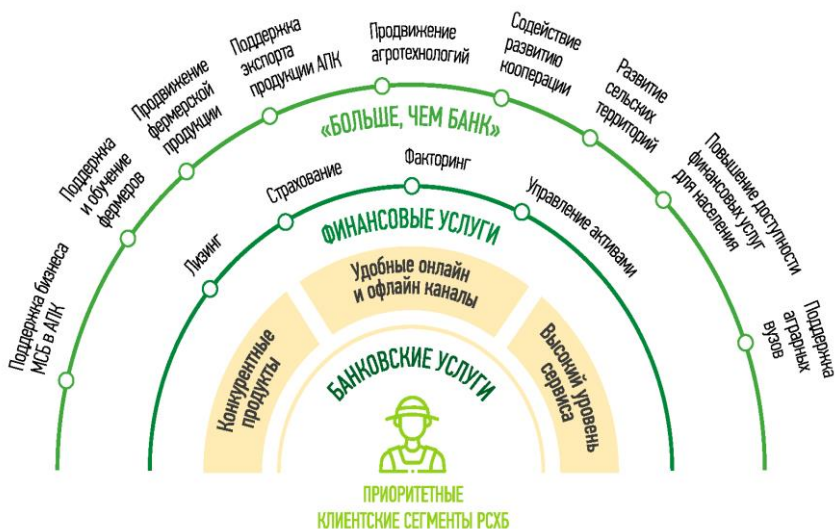 Поддержка бизнеса
МСБ в АПК
Поддержка
и обучение
фермеров
Продвижение
фермерской
продукции
Поддержка
экспорта
продукции АПК
Продвижение
агротехнологий
Содействие
развитию
кооперации
Развитие
сельских
территорий
Повышение доступности
финансовых услуг
для населения
Поддержка
аграрных
вузов
«БОЛЬШЕ, ЧЕМ БАНК»
Лизинг
Страхование
Факторинг
Управление активами
ФИНАНСОВЫЕ УСЛУГИ
Конкурентные
продукты
Удобные онлайн
и офлайн каналы
Высокий уровень
сервиса
БАНКОВСКИЕ УСЛУГИ
ПРИОРИТЕТНЫЕ
КЛИЕНТСКИЕ СЕГМЕНТЫ РСХБ